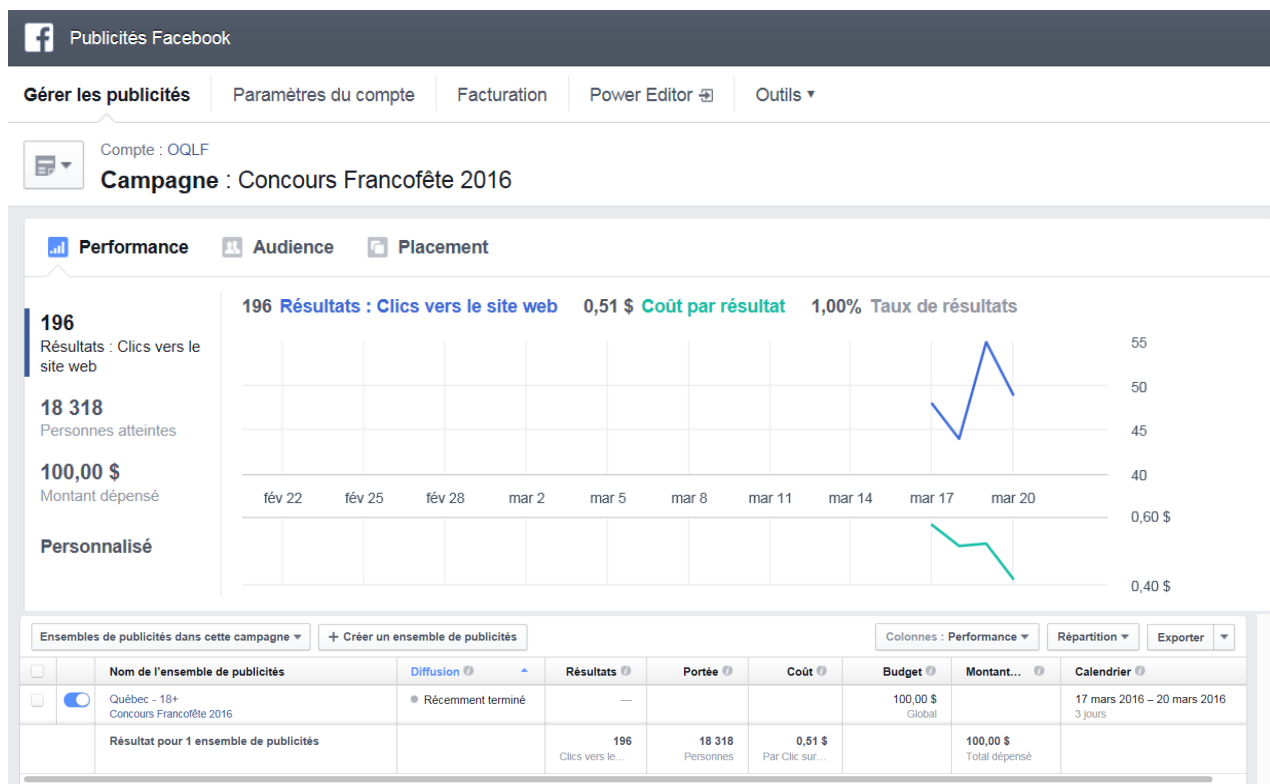 Publicités Facebook
Gérer les publicités Paramètres du compte Facturation Power Editor Outils
Compte : OQLF
Campagne : Concours Francofête 2016
Performance Audience Placement
196 Résultats : Clics vers le site web 0,51 $ Coût par résultat 1,00% Taux de résultats
196
Résultats : Clics vers le
site web
18 318
Personnes atteintes
100,00 $
Montant dépensé
Personnalisé
55
50
45
40
fév 22 fév 25 fév 28 mar 2 mar 5 mar 8 mar 11 mar 14 mar 17 mar 20
0,60 $
0,40 $
Ensembles de publicités dans cette campagne + Créer un ensemble de publicités Colonnes : Performance Répartition Exporter
Nom de l'ensemble de publicités Diffusion Résultats Portée Coût Budget Montant... Calendrier
Québec - 18+ Récemment terminé — 100,00 $ 17 mars 2016 – 20 mars 2016
Concours Francofête 2016 Global 3 jours
Résultat pour 1 ensemble de publicités 196 18 318 0,51 $ 100,00 $
Clics vers le... Personnes Par Clic sur... Total dépensé